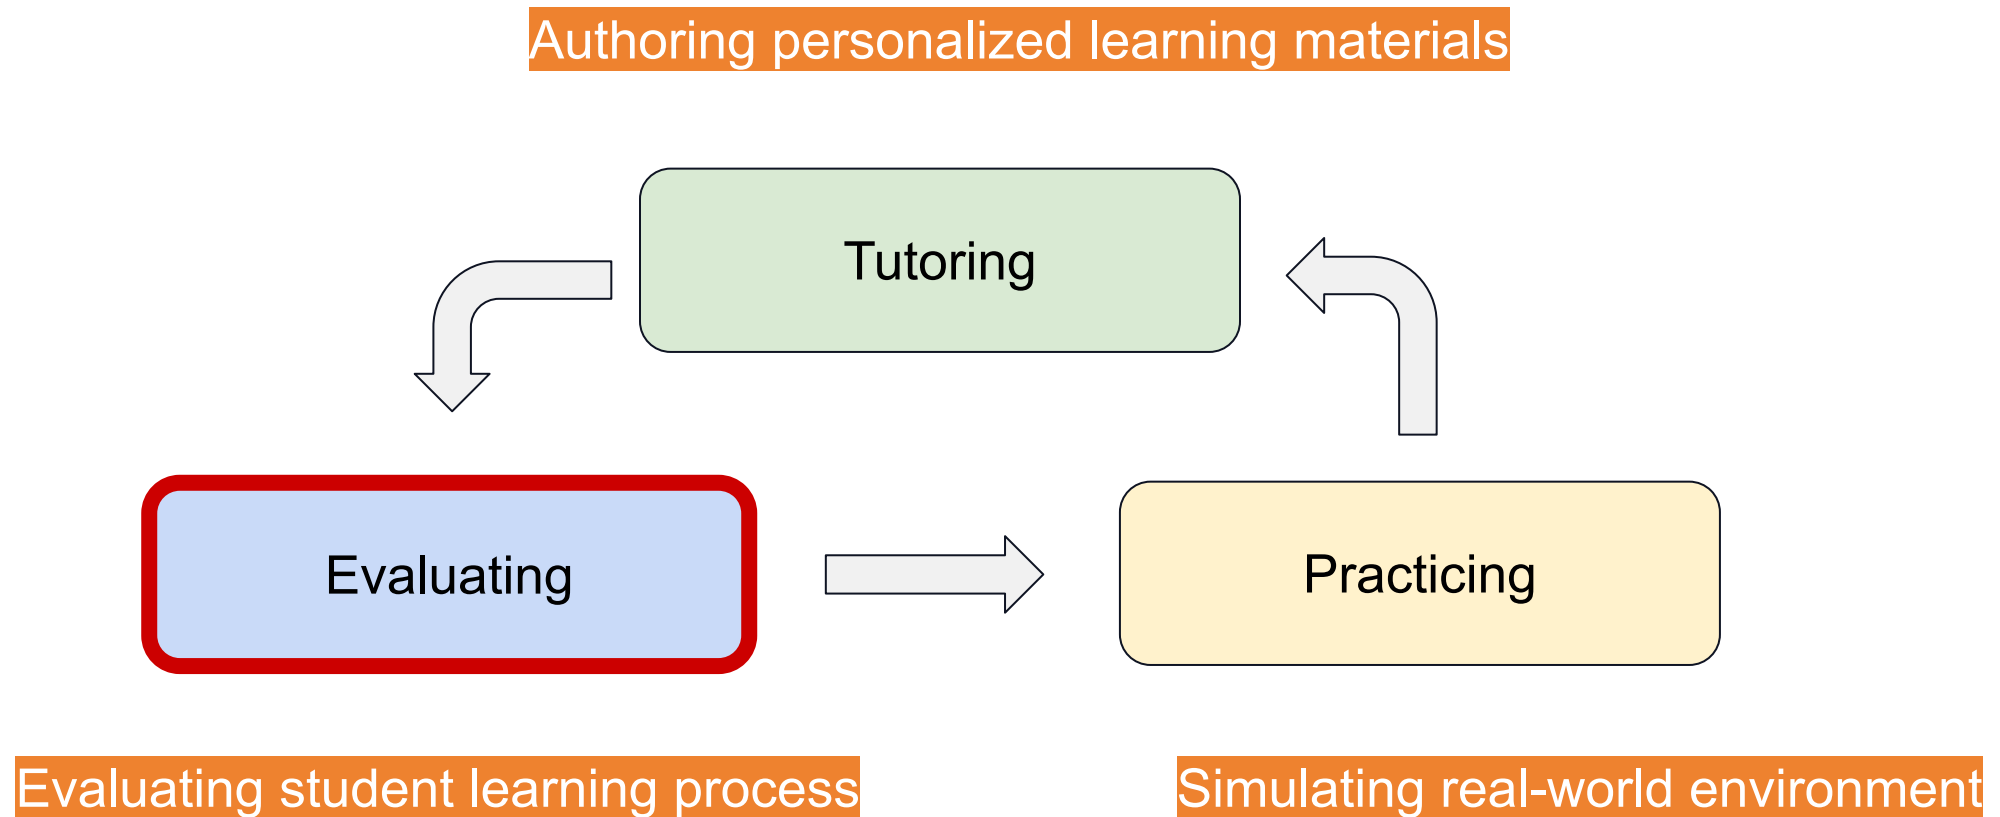 Authoring personalized learning materials
Tutoring
Evaluating
Practicing
Evaluating student learning process
Simulating real-world environment